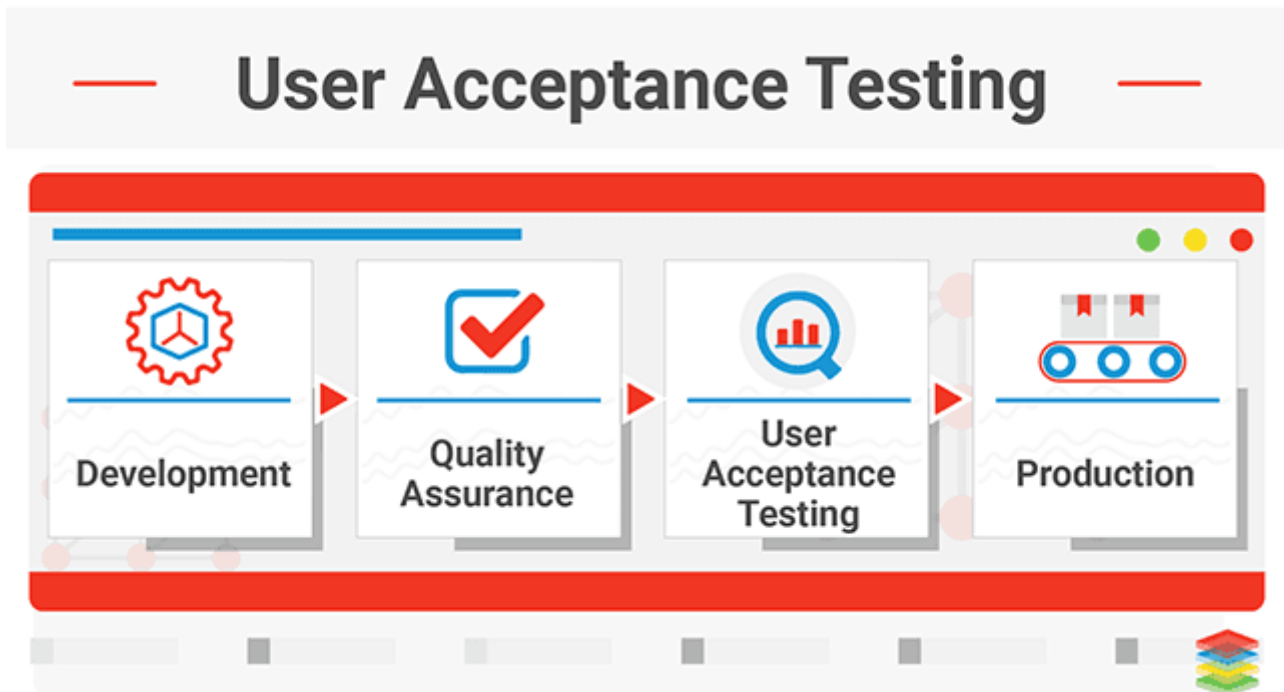 User Acceptance Testing
Development
Quality
Assurance
User
Acceptance
Testing
Production